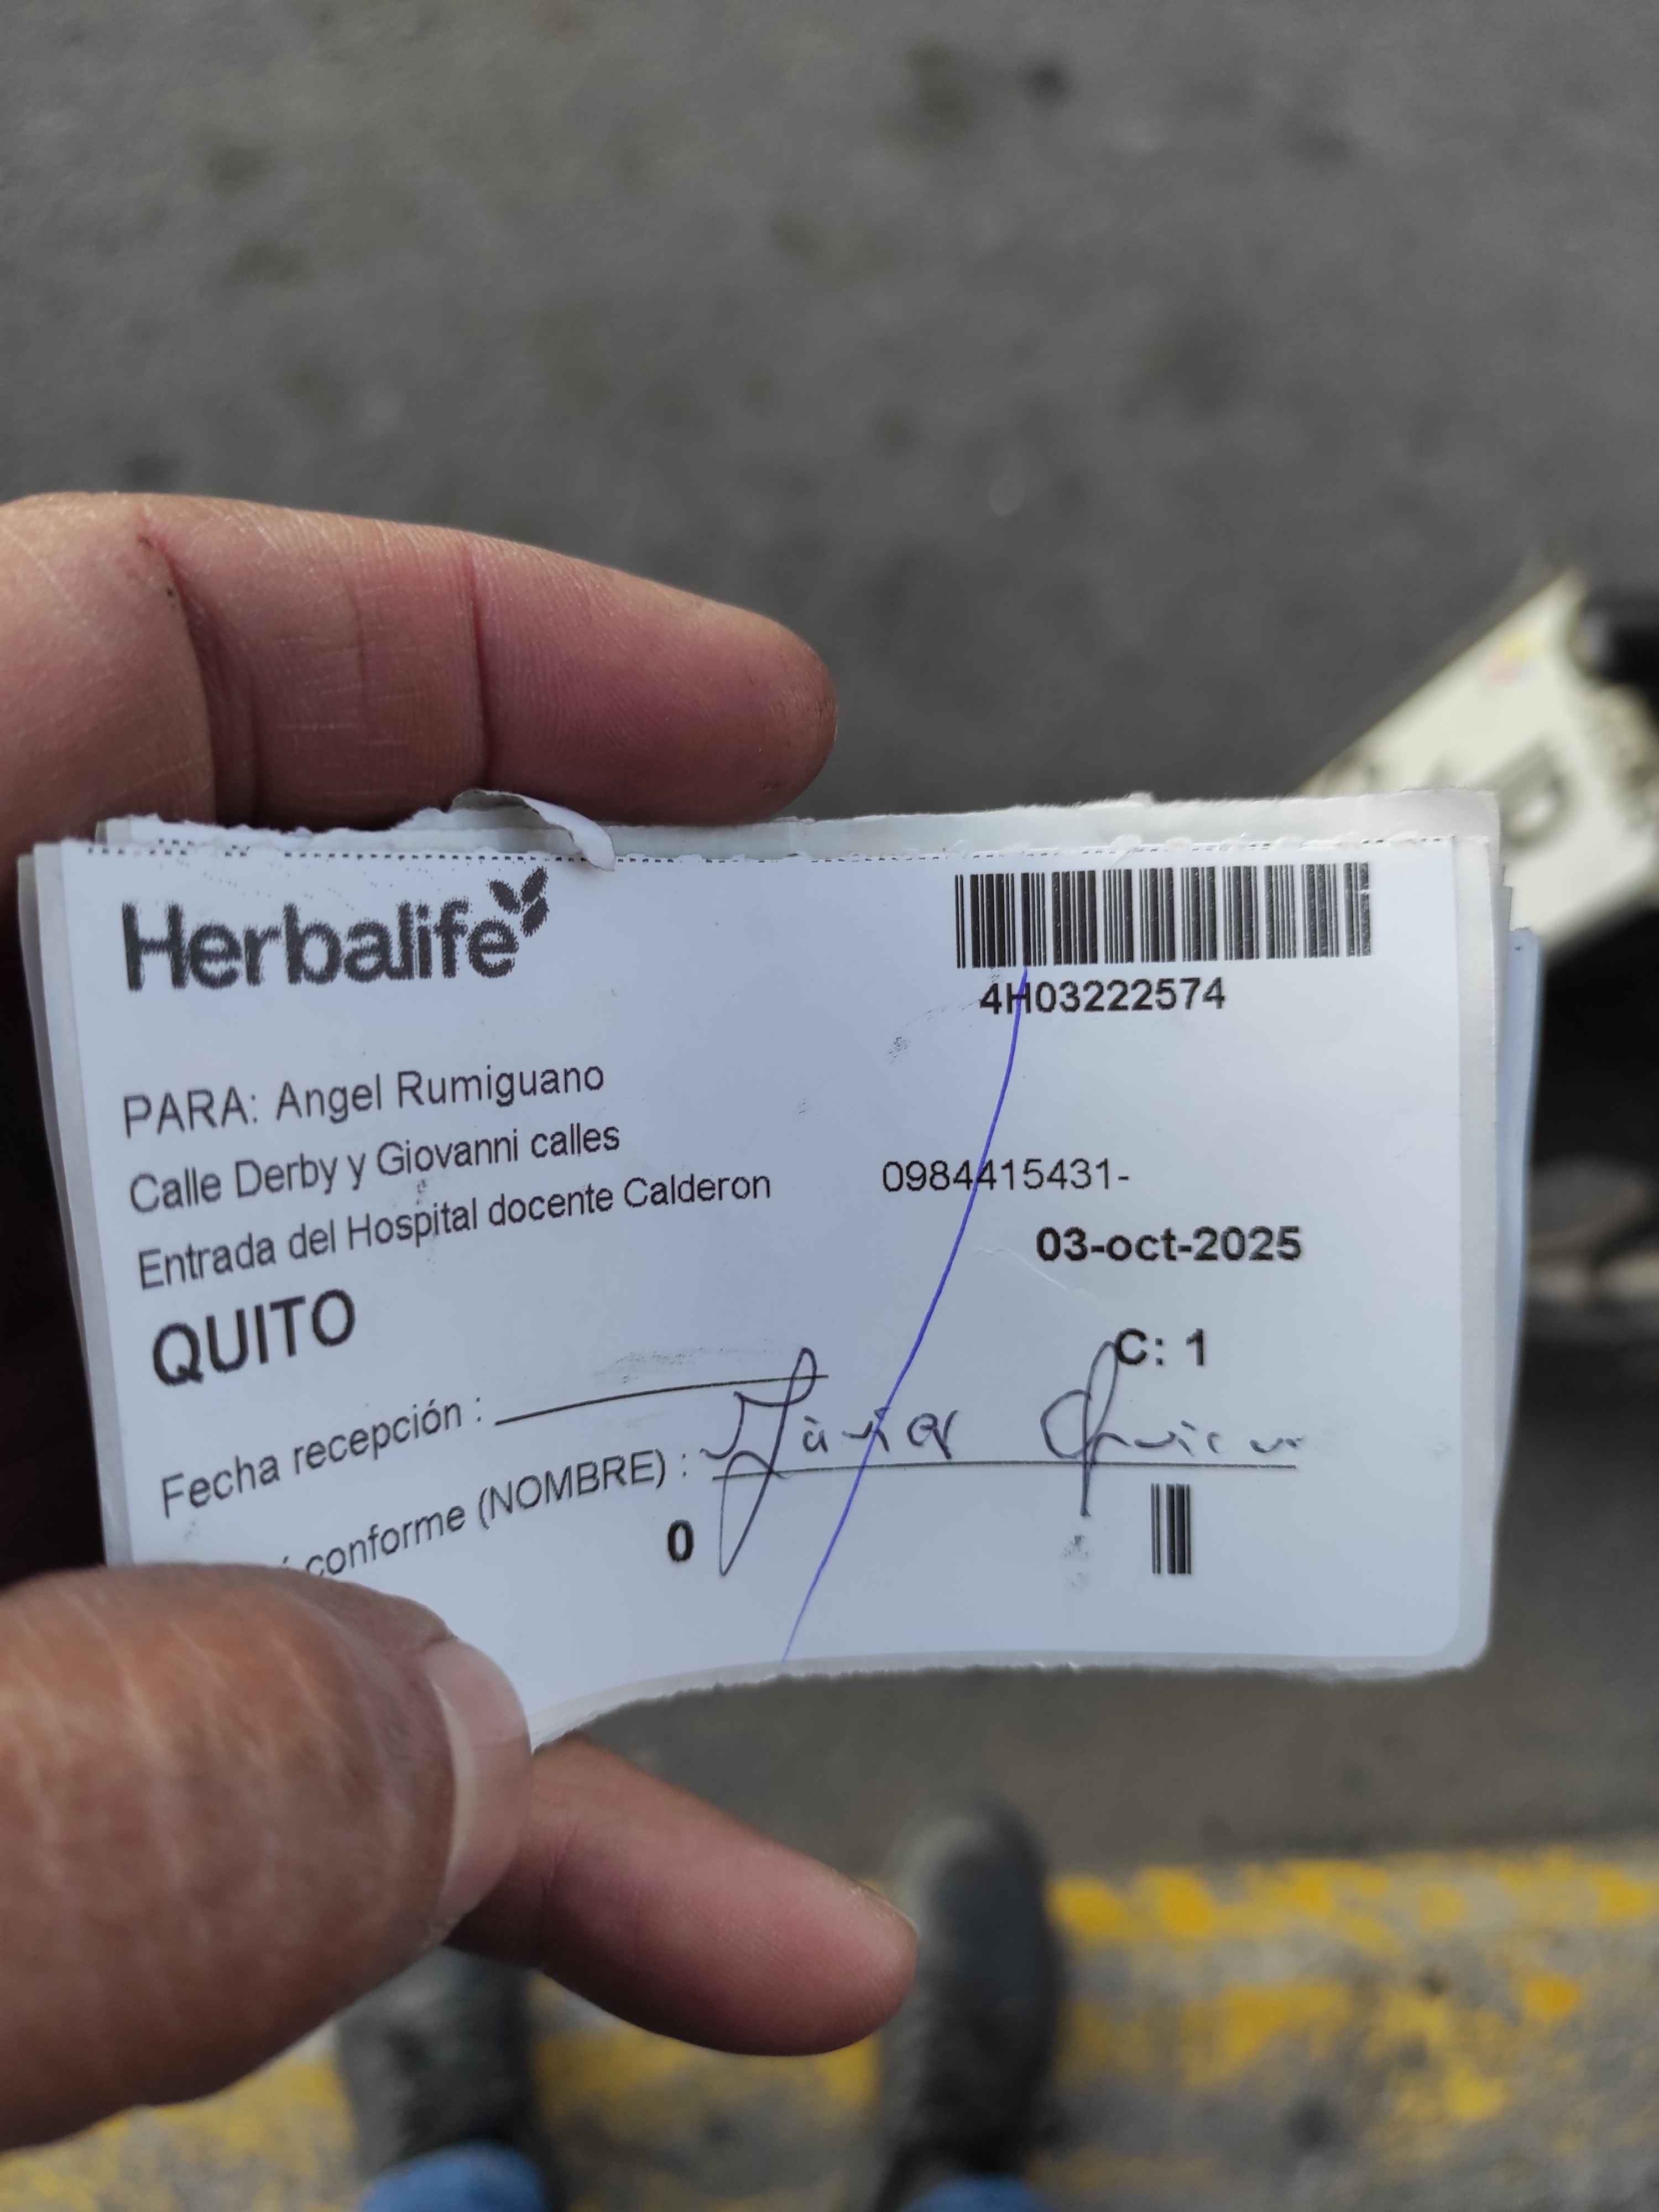 Herbalife
4H03222574
PARA: Angel Rumiguano
Calle Derby y Giovanni calles
Entrada del Hospital docente Calderon
0984415431-
03-oct-2025
QUITO
C: 1
Fecha recepción :
conforme (NOMBRE) : Javier
0